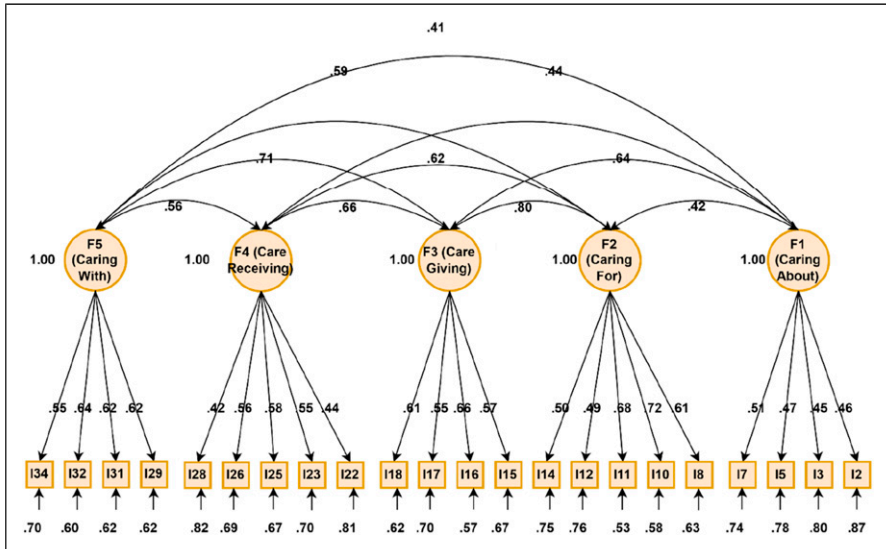 .41
.59 .44
.71 .62 .64
.56 .66 .80 .42
1.00 F5 (Caring With) 1.00 F4 (Care Receiving) 1.00 F3 (Care Giving) 1.00 F2 (Caring For) 1.00 F1 (Caring About)
.55 .64 .62 .62 .42 .56 .58 .55 .44 .61 .55 .66 .57 .50 .49 .68 .72 .61 .51 .47 .45 .46
I34 I32 I31 I29 I28 I26 I25 I23 I22 I18 I17 I16 I15 I14 I12 I11 I10 I8 I7 I5 I3 I2
.70 .60 .62 .62 .82 .69 .67 .70 .81 .62 .70 .57 .67 .75 .76 .53 .58 .63 .74 .78 .80 .87